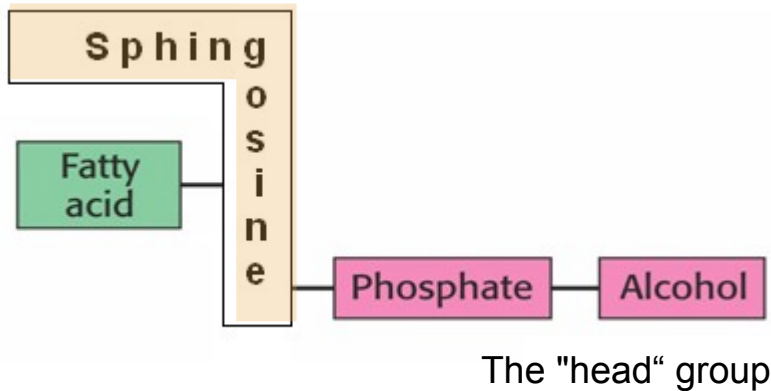 Sphingosine
Fatty
acid
Phosphate
Alcohol
The "head“ group